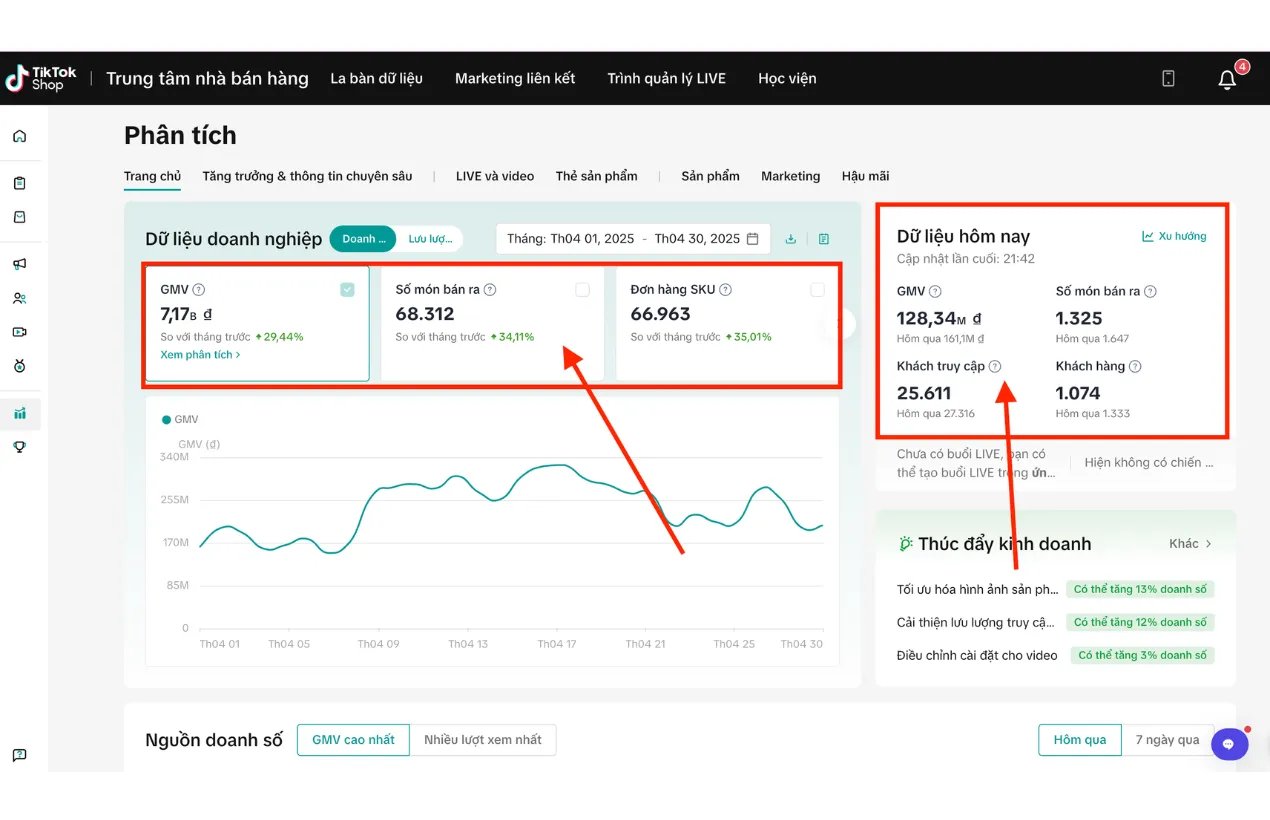 TikTok
Shop
Trung tâm nhà bán hàng
La bàn dữ liệu
Marketing liên kết
Trình quản lý LIVE
Học viện
4
Phân tích
Trang chủ
Tăng trưởng & thông tin chuyên sâu
LIVE và video
Thẻ sản phẩm
Sản phẩm
Marketing
Hậu mãi
Dữ liệu doanh nghiệp
Doanh ...
Lưu lượ...
Tháng: Th04 01, 2025 - Th04 30, 2025
GMV
7,17B ₫
So với tháng trước 29,44%
Xem phân tích
Số món bán ra
68.312
So với tháng trước 34,11%
Đơn hàng SKU
66.963
So với tháng trước 35,01%
GMV
GMV (₫)
340M
255M
170M
85M
0
Th04 01
Th04 05
Th04 09
Th04 13
Th04 17
Th04 21
Th04 25
Th04 30
Dữ liệu hôm nay
Xu hướng
Cập nhật lần cuối: 21:42
GMV
128,34M ₫
Hôm qua 161,1M ₫
Số món bán ra
1.325
Hôm qua 1.647
Khách truy cập
25.611
Hôm qua 27.316
Khách hàng
1.074
Hôm qua 1.333
Chưa có buổi LIVE, bạn có
thể tạo buổi LIVE trong ứn...
Hiện không có chiến ...
Thúc đẩy kinh doanh
Khác
Tối ưu hóa hình ảnh sản ph...
Có thể tăng 13% doanh số
Cải thiện lưu lượng truy cậ...
Có thể tăng 12% doanh số
Điều chỉnh cài đặt cho video
Có thể tăng 3% doanh số
Nguồn doanh số
GMV cao nhất
Nhiều lượt xem nhất
Hôm qua
7 ngày qua